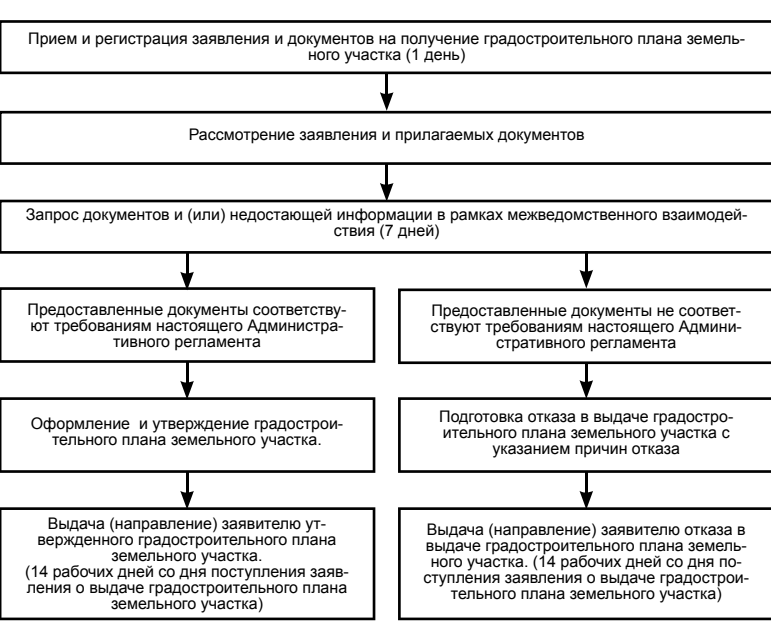 Прием и регистрация заявления и документов на получение градостроительного плана земель-
ного участка (1 день)
Рассмотрение заявления и прилагаемых документов
Запрос документов и (или) недостающей информации в рамках межведомственного взаимодей-
ствия (7 дней)
Предоставленные документы соответству-
ют требованиям настоящего Администра-
тивного регламента
Предоставленные документы не соответ-
ствуют требованиям настоящего Админи-
стративного регламента
Оформление  и утверждение градострои-
тельного плана земельного участка.
Подготовка отказа в выдаче градостро-
ительного плана земельного участка с
указанием причин отказа
Выдача (направление) заявителю ут-
вержденного градостроительного плана
земельного участка.
(14 рабочих дней со дня поступления заяв-
ления о выдаче градостроительного плана
земельного участка)
Выдача (направление) заявителю отказа в
выдаче градостроительного плана земель-
ного участка. (14 рабочих дней со дня по-
ступления заявления о выдаче градострои-
тельного плана земельного участка)